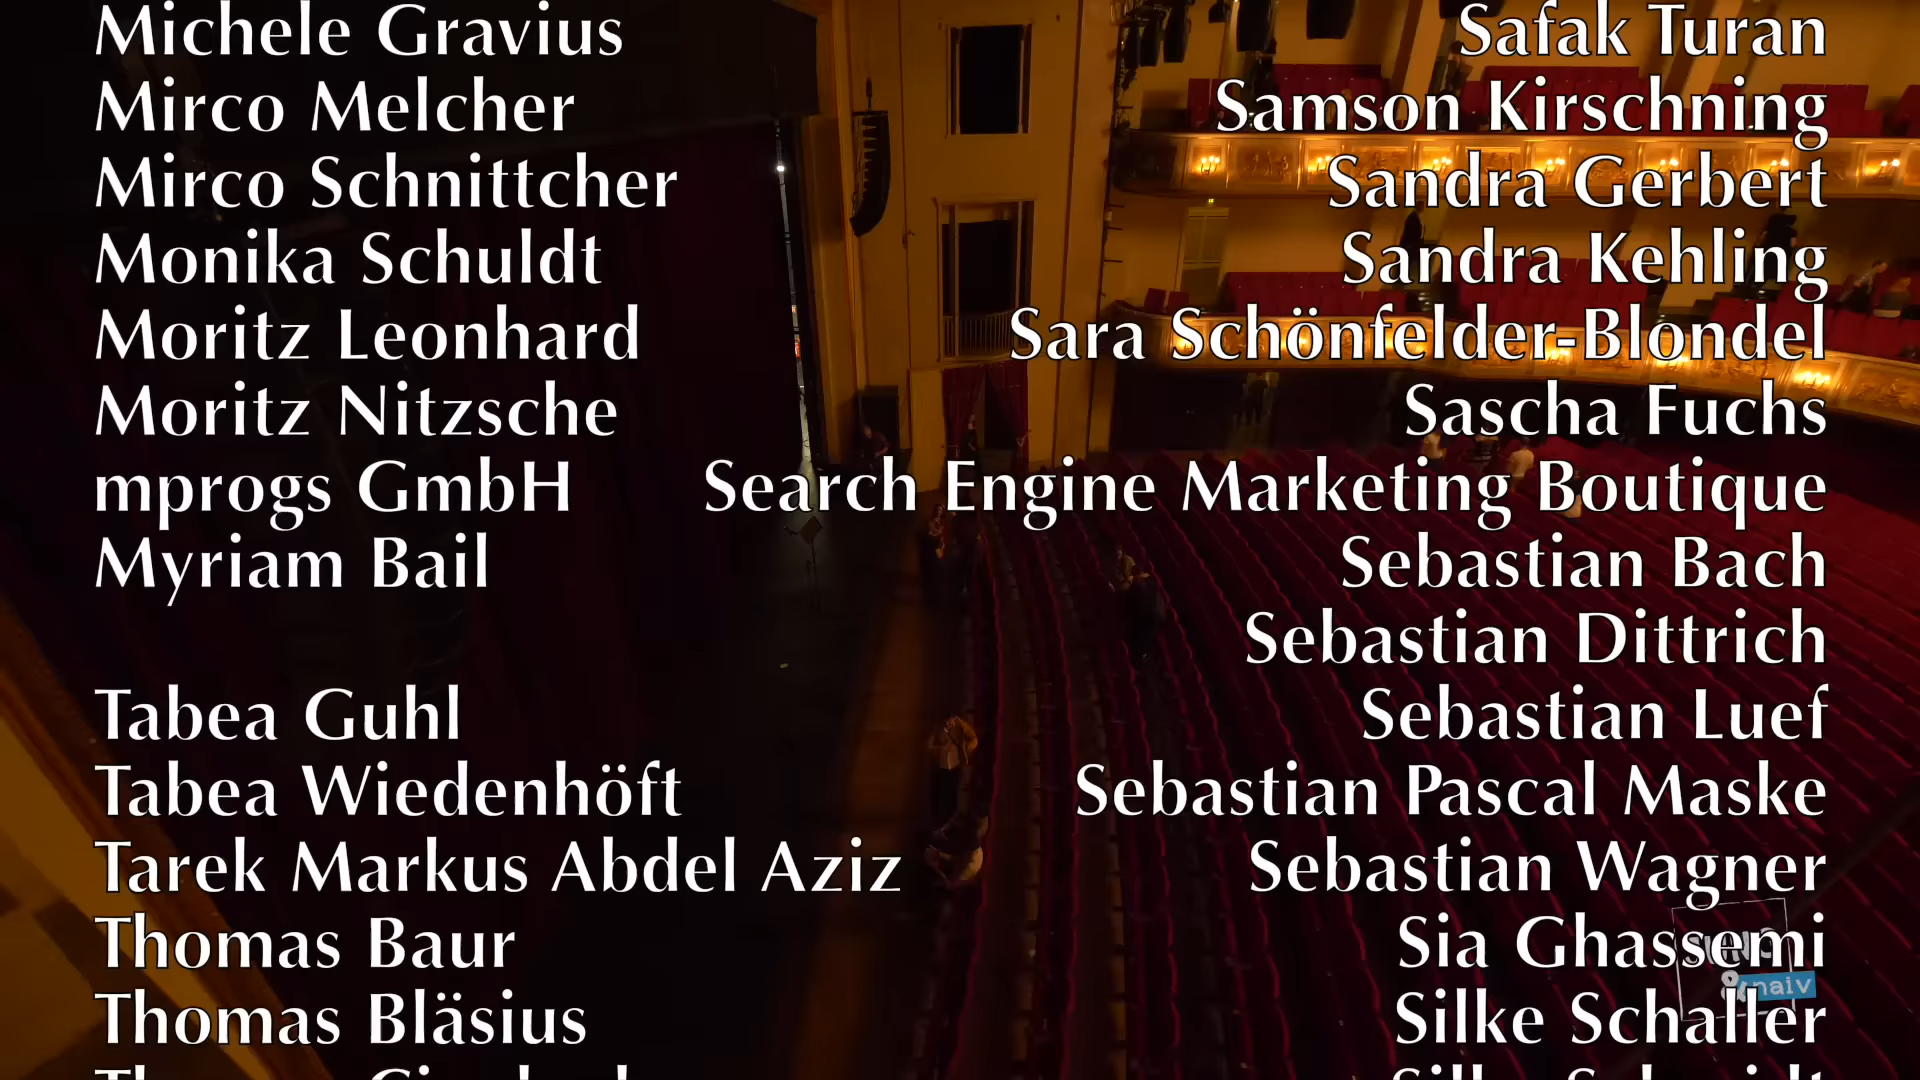 Michele Gravius
Mirco Melcher
Mirco Schnittcher
Monika Schuldt
Moritz Leonhard
Moritz Nitzsche
mprogs GmbH
Myriam Bail
Tabea Guhl
Tabea Wiedenhöft
Tarek Markus Abdel Aziz
Thomas Baur
Thomas Bläsius
Safak Turan
Samson Kirschning
Sandra Gerbert
Sandra Kehling
Sara Schönfelder-Blondel
Sascha Fuchs
Search Engine Marketing Boutique
Sebastian Bach
Sebastian Dittrich
Sebastian Luef
Sebastian Pascal Maske
Sebastian Wagner
Sia Ghassemi
Silke Schaller
& naiv